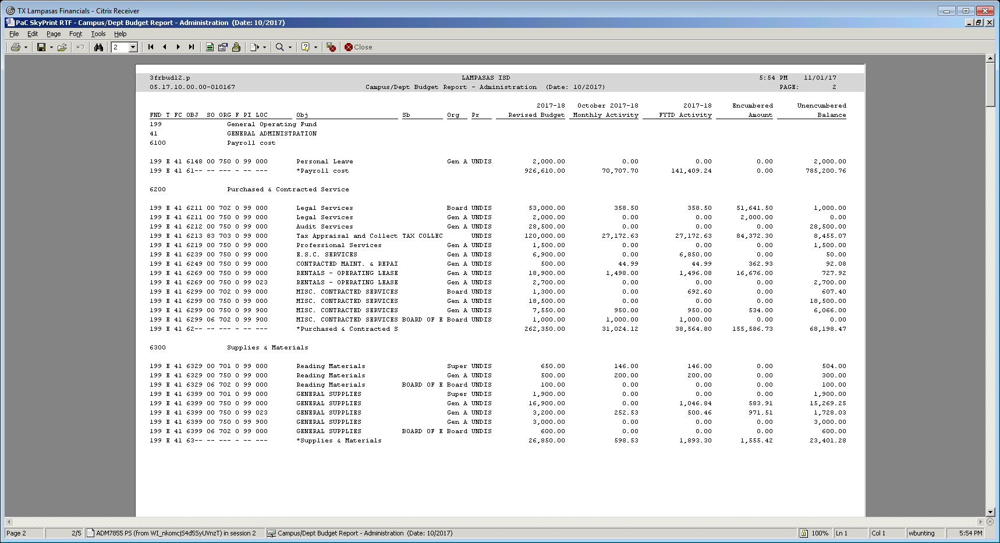 TX Lampasas Financials - Citrix Receiver
PaC SkyPrint RTF - Campus/Dept Budget Report - Administration (Date: 10/2017)
File Edit Page Font Tools Help
2 Close
3frbud12.p LAMPASAS ISD 5:54 PM 11/01/17
05.17.10.00.00-010167 Campus/Dept Budget Report - Administration (Date: 10/2017) PAGE: 2
2017-18 October 2017-18 2017-18 Encumbered Unencumbered
FND T FC OBJ SO ORG F PI LOC Obj Sb Org Pr Revised Budget Monthly Activity FYTD Activity Amount Balance
199 General Operating Fund
41 GENERAL ADMINISTRATION
6100 Payroll cost
199 E 41 6148 00 750 0 99 000 Personal Leave Gen A UNDIS 2,000.00 0.00 0.00 0.00 2,000.00
199 E 41 61-- -- --- - -- --- *Payroll cost 926,610.00 70,707.70 141,409.24 0.00 785,200.76
6200 Purchased & Contracted Service
199 E 41 6211 00 702 0 99 000 Legal Services Board UNDIS 53,000.00 358.50 358.50 51,641.50 1,000.00
199 E 41 6211 00 750 0 99 000 Legal Services Gen A UNDIS 2,000.00 0.00 0.00 2,000.00 0.00
199 E 41 6212 00 750 0 99 000 Audit Services Gen A UNDIS 28,500.00 0.00 0.00 0.00 28,500.00
199 E 41 6213 83 703 0 99 000 Tax Appraisal and Collect TAX COLLEC UNDIS 120,000.00 27,172.63 27,172.63 84,372.30 8,455.07
199 E 41 6219 00 750 0 99 000 Professional Services Gen A UNDIS 1,500.00 0.00 0.00 0.00 1,500.00
199 E 41 6239 00 750 0 99 000 E.S.C. SERVICES Gen A UNDIS 6,900.00 0.00 6,850.00 0.00 50.00
199 E 41 6249 00 750 0 99 000 CONTRACTED MAINT. & REPAI Gen A UNDIS 500.00 44.99 44.99 362.93 92.08
199 E 41 6269 00 750 0 99 000 RENTALS - OPERATING LEASE Gen A UNDIS 18,900.00 1,498.00 1,496.08 16,676.00 727.92
199 E 41 6269 00 750 0 99 023 RENTALS - OPERATING LEASE Gen A UNDIS 2,700.00 0.00 0.00 0.00 2,700.00
199 E 41 6299 00 702 0 99 000 MISC. CONTRACTED SERVICES Board UNDIS 1,300.00 0.00 692.60 0.00 607.40
199 E 41 6299 00 750 0 99 000 MISC. CONTRACTED SERVICES Gen A UNDIS 18,500.00 0.00 0.00 0.00 18,500.00
199 E 41 6299 00 750 0 99 900 MISC. CONTRACTED SERVICES Gen A UNDIS 7,550.00 950.00 950.00 534.00 6,066.00
199 E 41 6299 06 702 0 99 900 MISC. CONTRACTED SERVICES BOARD OF E Board UNDIS 1,000.00 1,000.00 1,000.00 0.00 0.00
199 E 41 62-- -- --- - -- --- *Purchased & Contracted S 262,350.00 31,024.12 38,564.80 155,586.73 68,198.47
6300 Supplies & Materials
199 E 41 6329 00 701 0 99 000 Reading Materials Super UNDIS 650.00 146.00 146.00 0.00 504.00
199 E 41 6329 00 750 0 99 000 Reading Materials Gen A UNDIS 500.00 200.00 200.00 0.00 300.00
199 E 41 6329 06 702 0 99 000 Reading Materials BOARD OF E Board UNDIS 100.00 0.00 0.00 0.00 100.00
199 E 41 6399 00 701 0 99 000 GENERAL SUPPLIES Super UNDIS 1,900.00 0.00 0.00 0.00 1,900.00
199 E 41 6399 00 750 0 99 000 GENERAL SUPPLIES Gen A UNDIS 16,900.00 0.00 1,046.84 583.91 15,269.25
199 E 41 6399 00 750 0 99 023 GENERAL SUPPLIES Gen A UNDIS 3,200.00 252.53 500.46 971.51 1,728.03
199 E 41 6399 00 750 0 99 900 GENERAL SUPPLIES Gen A UNDIS 3,000.00 0.00 0.00 0.00 3,000.00
199 E 41 6399 06 702 0 99 000 GENERAL SUPPLIES BOARD OF E Board UNDIS 600.00 0.00 0.00 0.00 600.00
199 E 41 63-- -- --- - -- --- *Supplies & Materials 26,850.00 598.53 1,893.30 1,555.42 23,401.28
Page 2 2/5 ADM7855 PS (from WI_nkomcjS4d5SyUVnzT) in session 2 Campus/Dept Budget Report - Administration (Date: 10/2017) 100% Ln 1 Col 1 wbunting 5:54 PM